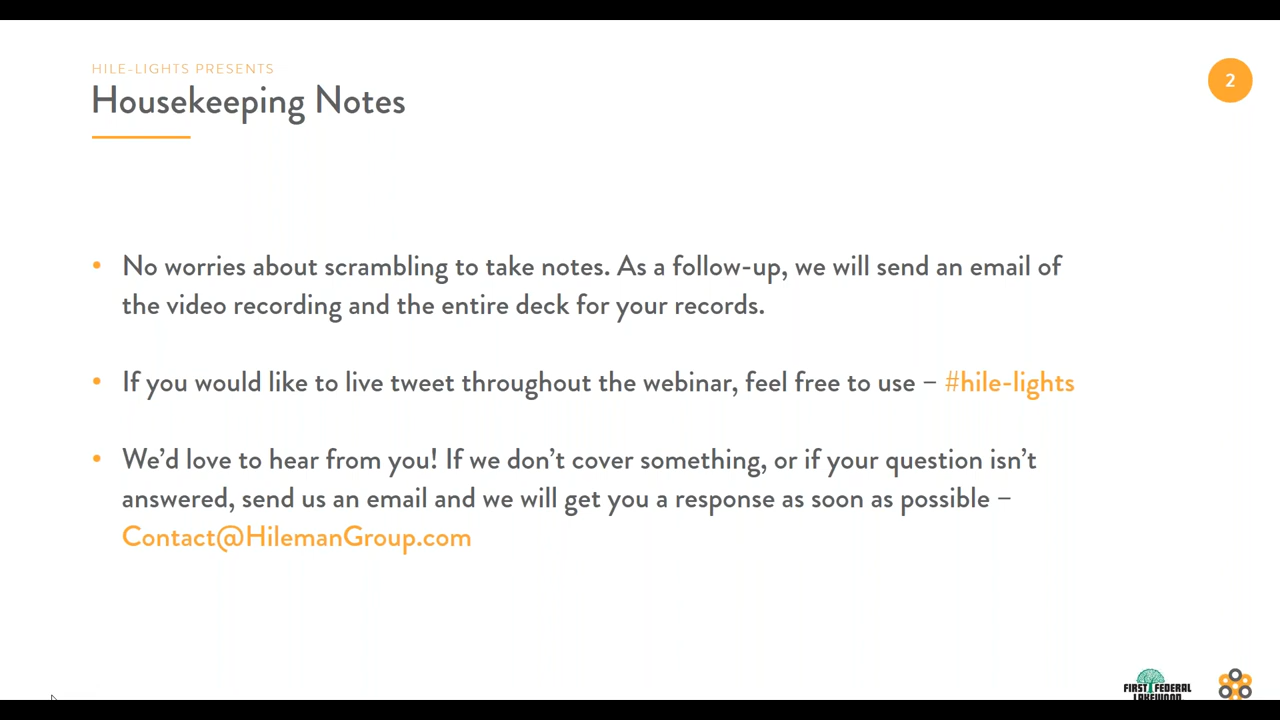 HILE-LIGHTS PRESENTS
Housekeeping Notes
2
• No worries about scrambling to take notes. As a follow-up, we will send an email of
the video recording and the entire deck for your records.
• If you would like to live tweet throughout the webinar, feel free to use – #hile-lights
• We’d love to hear from you! If we don’t cover something, or if your question isn’t
answered, send us an email and we will get you a response as soon as possible –
Contact@HilemanGroup.com
FIRST FEDERAL
LAKEWOOD